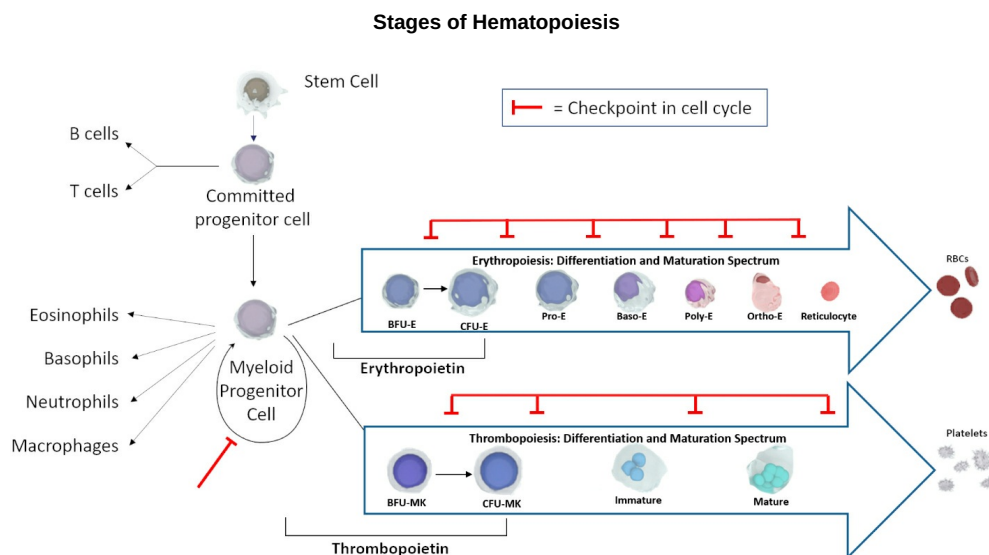 Stages of Hematopoiesis
Stem Cell
= Checkpoint in cell cycle
B cells
T cells
Committed
progenitor cell
Erythropoiesis: Differentiation and Maturation Spectrum
RBCs
BFU-E
CFU-E
Pro-E
Baso-E
Poly-E
Ortho-E
Reticulocyte
Erythropoietin
Eosinophils
Basophils
Neutrophils
Macrophages
Myeloid
Progenitor
Cell
Thrombopoiesis: Differentiation and Maturation Spectrum
Platelets
BFU-MK
CFU-MK
Immature
Mature
Thrombopoietin